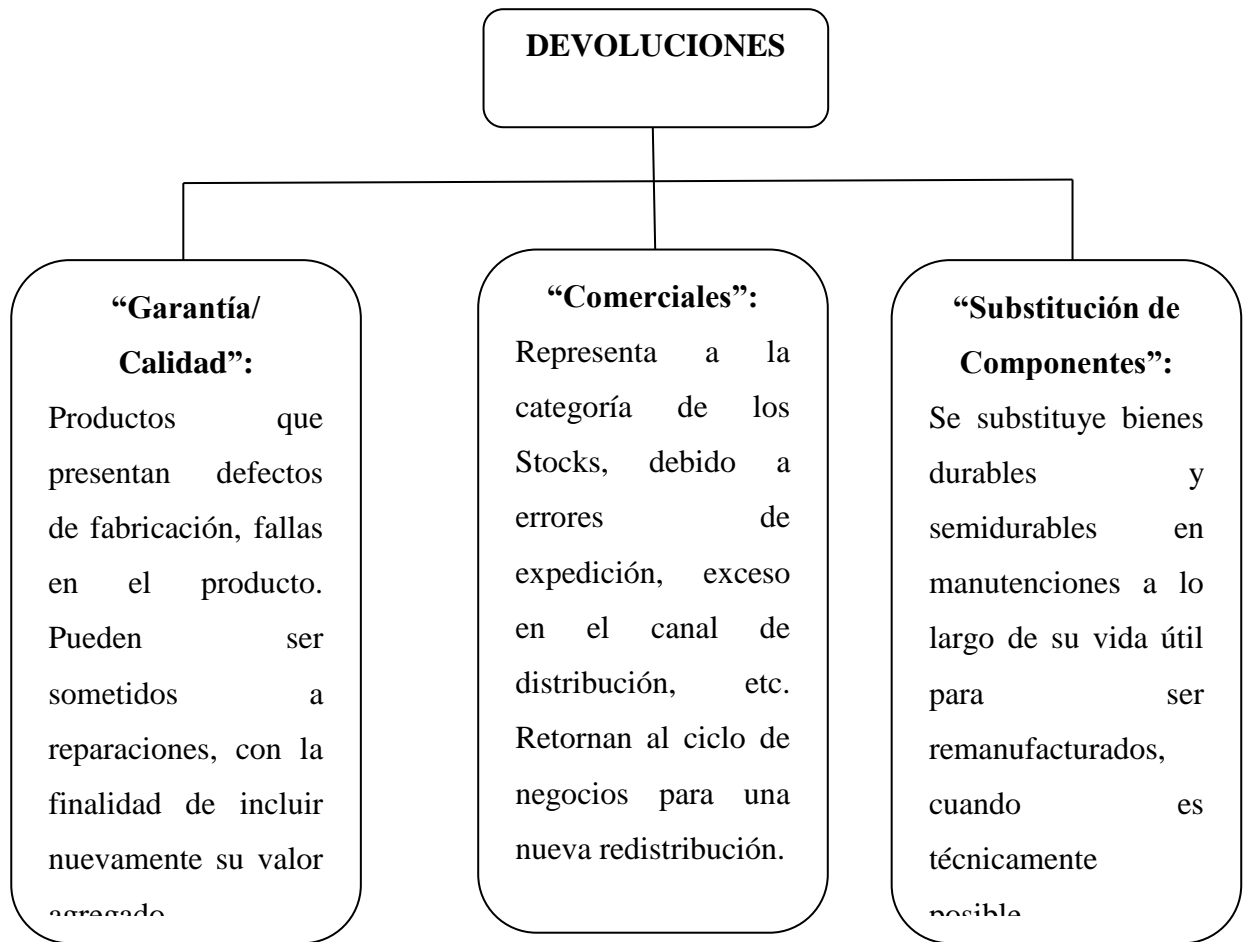 DEVOLUCIONES
“Garantía/
Calidad”:
Productos que
presentan defectos
de fabricación, fallas
en el producto.
Pueden ser
sometidos a
reparaciones, con la
finalidad de incluir
nuevamente su valor
agregado
“Comerciales”:
Representa a la
categoría de los
Stocks, debido a
errores de
expedición, exceso
en el canal de
distribución, etc.
Retornan al ciclo de
negocios para una
nueva redistribución.
“Substitución de
Componentes”:
Se substituye bienes
durables y
semidurables en
manutenciones a lo
largo de su vida útil
para ser
remanufacturados,
cuando es
técnicamente
posible